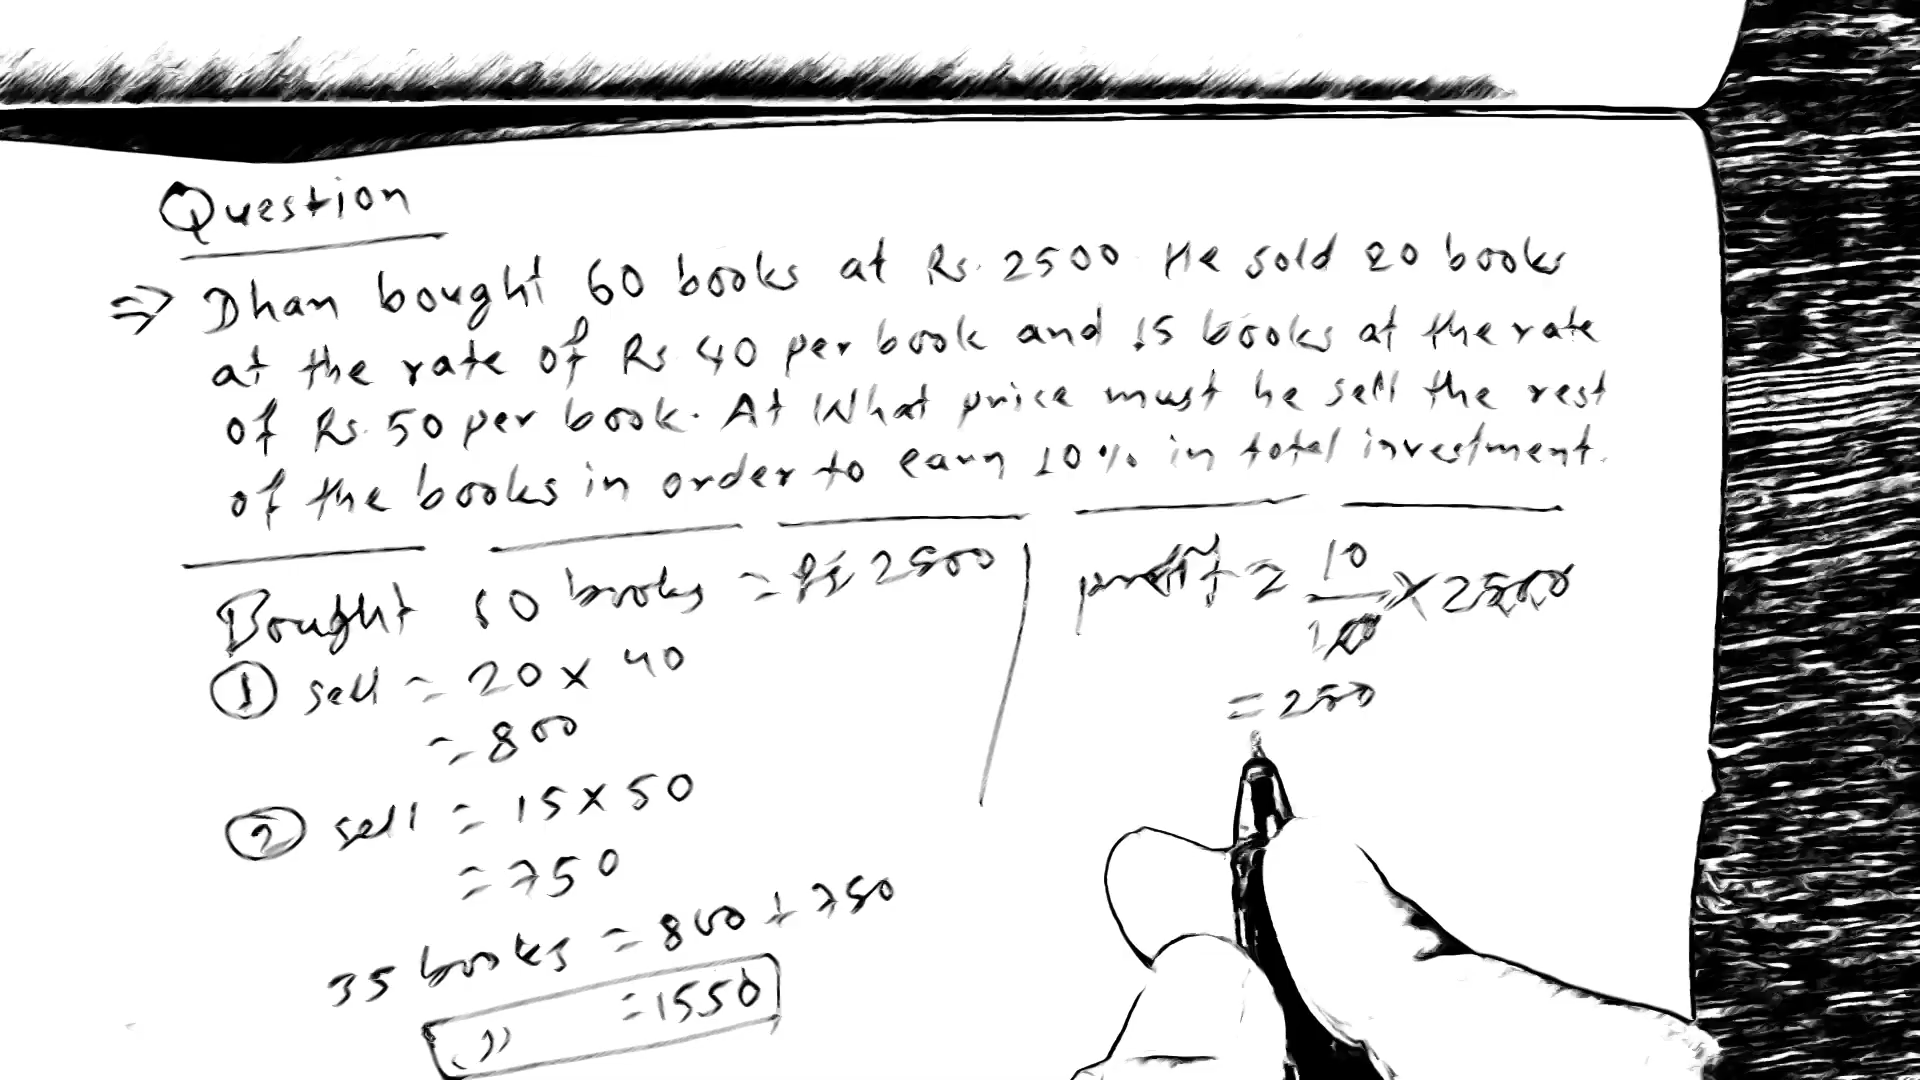 Question
⇒ Dhan bought 60 books at Rs. 2500. He sold 20 books
at the rate of Rs 40 per book and 15 books at the rate
of Rs. 50 per book. At What price must he sell the rest
of the books in order to earn 10% in total investment.
Bought 60 books = Rs 2500
① sell = 20 x 40
= 800
② sell = 15 x 50
= 750
35 books = 800 + 750
,, = 1550
profit = 10/100 x 2500
= 250